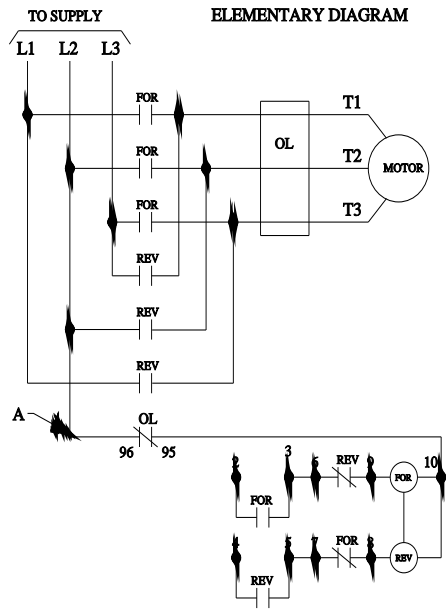 TO SUPPLY
ELEMENTARY DIAGRAM
L1 L2 L3
FOR
T1
OL
FOR
T2
MOTOR
FOR
T3
REV
REV
REV
A
OL
96 95
2 3 6 REV 9 FOR 10
FOR
4 5 7 FOR 8 REV
REV